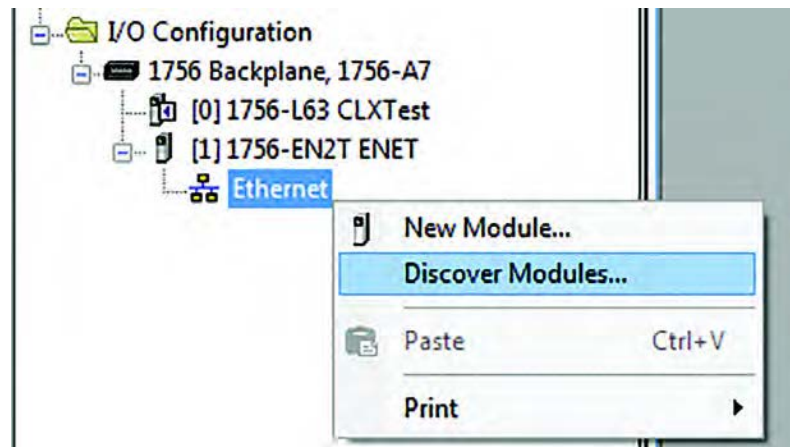 I/O Configuration
1756 Backplane, 1756-A7
[0] 1756-L63 CLXTest
[1] 1756-EN2T ENET
Ethernet
New Module...
Discover Modules...
Paste Ctrl+V
Print